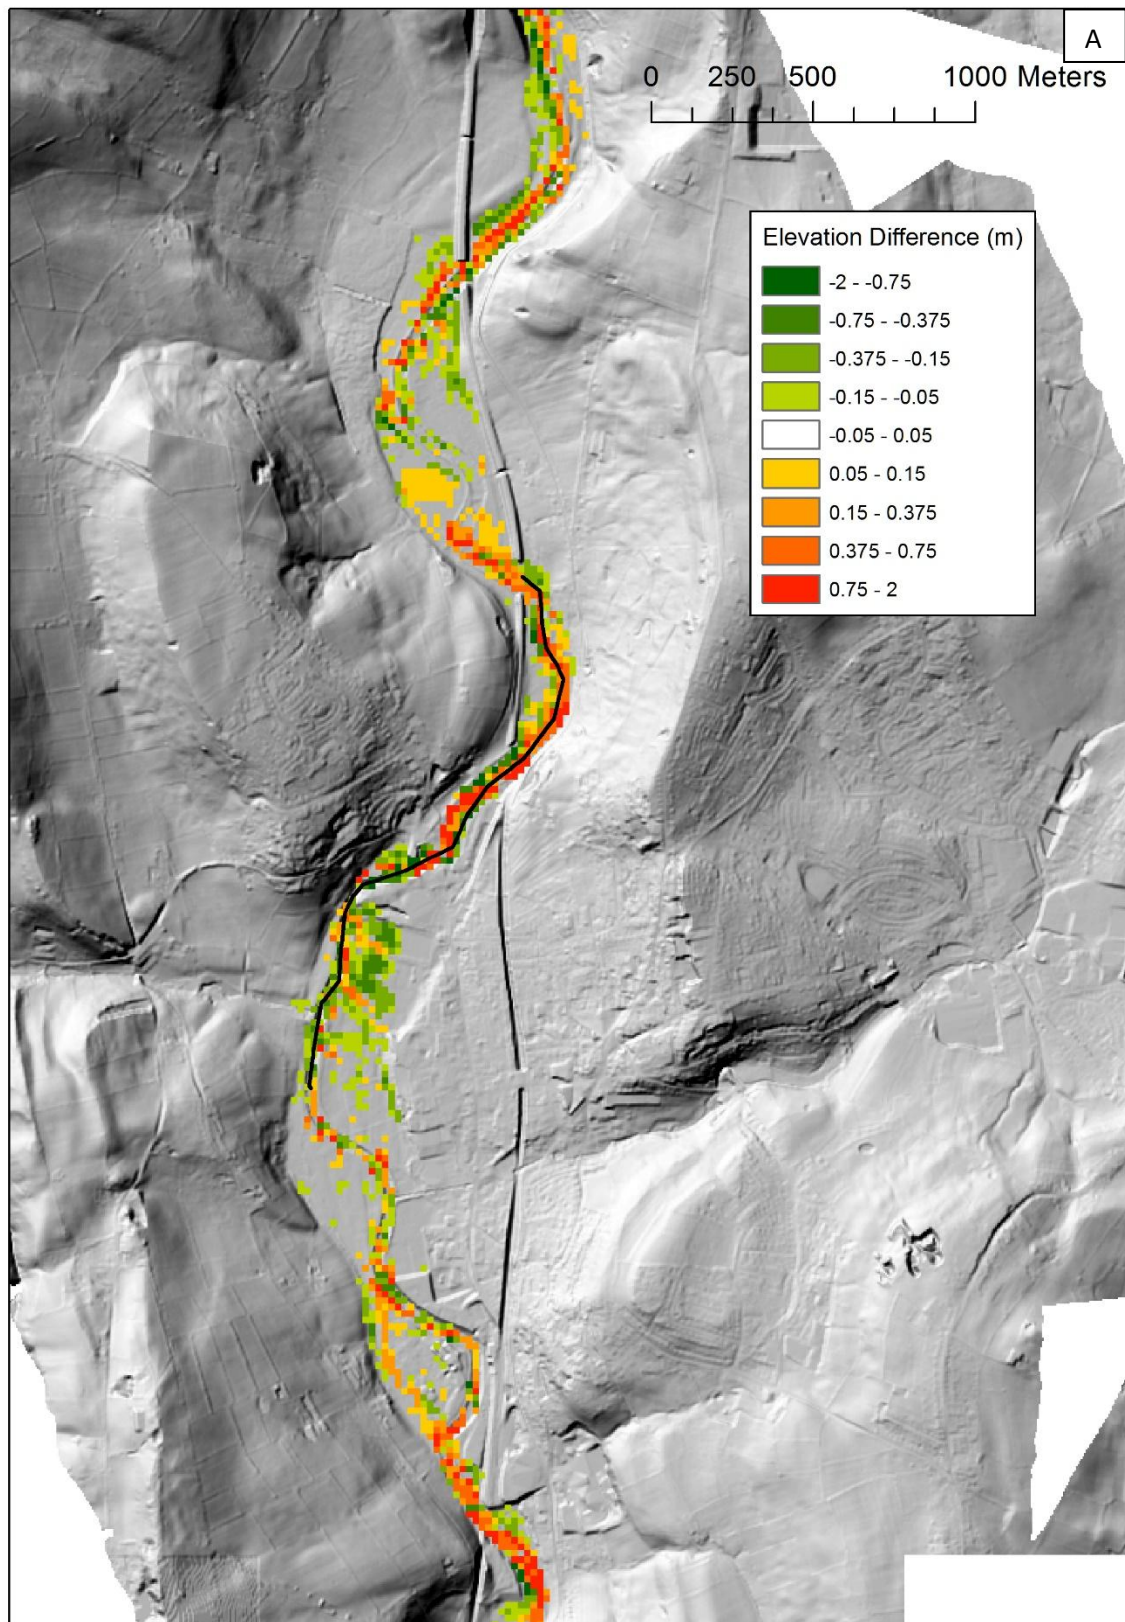 A
0 250 500 1000 Meters
Elevation Difference (m)
-2 - -0.75
-0.75 - -0.375
-0.375 - -0.15
-0.15 - -0.05
-0.05 - 0.05
0.05 - 0.15
0.15 - 0.375
0.375 - 0.75
0.75 - 2